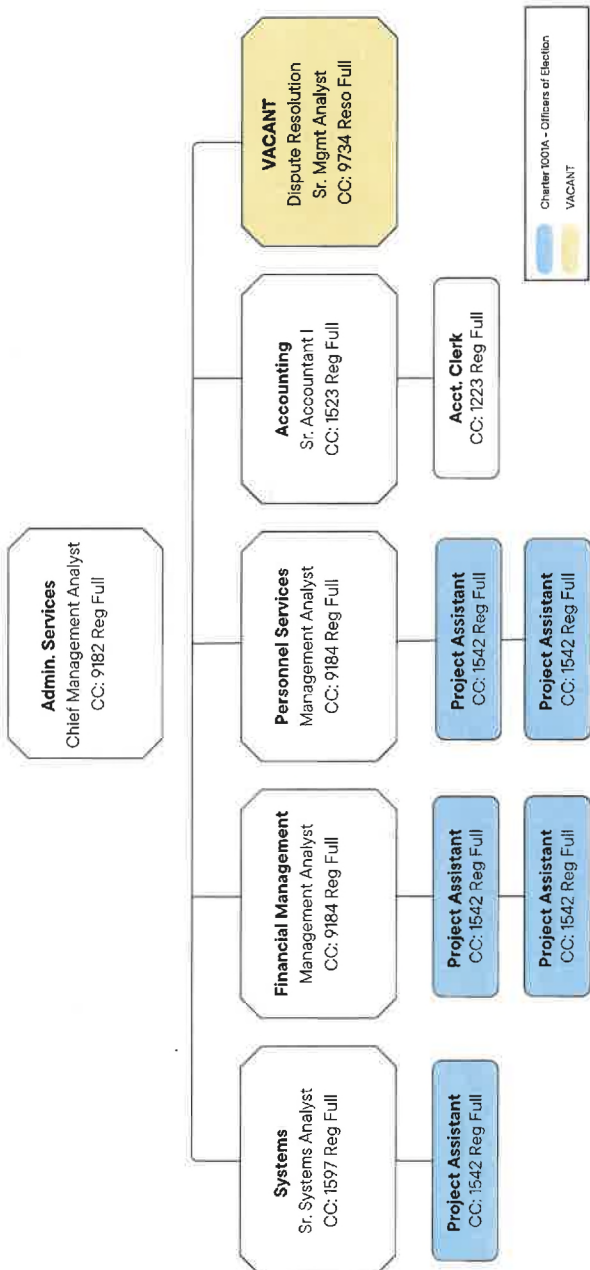 Admin. Services
Chief Management Analyst
CC: 9182 Reg Full
Systems
Sr. Systems Analyst
CC: 1597 Reg Full
Financial Management
Management Analyst
CC: 9184 Reg Full
Personnel Services
Management Analyst
CC: 9184 Reg Full
Accounting
Sr. Accountant I
CC: 1523 Reg Full
VACANT
Dispute Resolution
Sr. Mgmt Analyst
CC: 9734 Reso Full
Project Assistant
CC: 1542 Reg Full
Project Assistant
CC: 1542 Reg Full
Project Assistant
CC: 1542 Reg Full
Acct. Clerk
CC: 1223 Reg Full
Project Assistant
CC: 1542 Reg Full
Project Assistant
CC: 1542 Reg Full
Charter 1001A - Officers of Election
VACANT